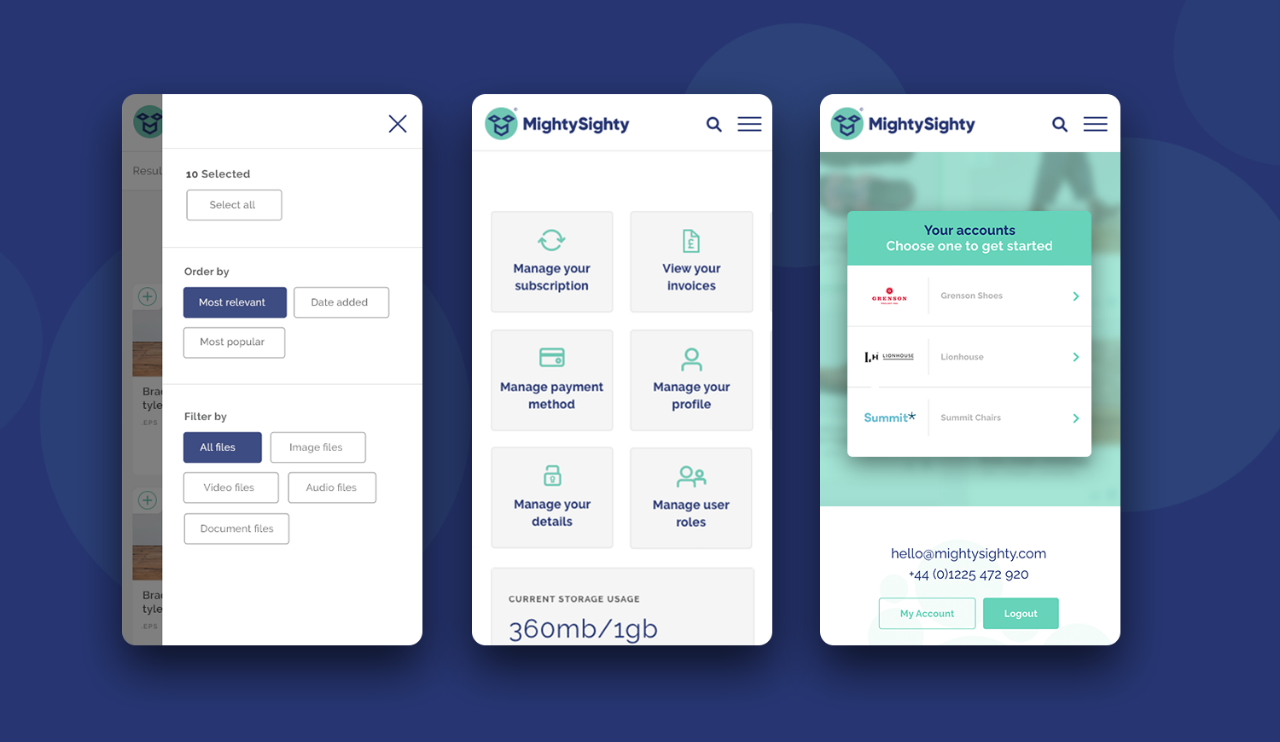 Resul
10 Selected
Select all
Order by
Most relevant
Date added
Most popular
Filter by
All files
Image files
Video files
Audio files
Document files
Brac
tyle
.EPS
Brac
tyle
.EPS
MightySighty
Manage your
subscription
View your
invoices
Manage payment
method
Manage your
profile
Manage your
details
Manage user
roles
CURRENT STORAGE USAGE
360mb/1gb
MightySighty
Your accounts
Choose one to get started
GRENSON
Grenson Shoes
LH LIONHOUSE
Lionhouse
Summit*
Summit Chairs
hello@mightysighty.com
+44 (0)1225 472 920
My Account
Logout